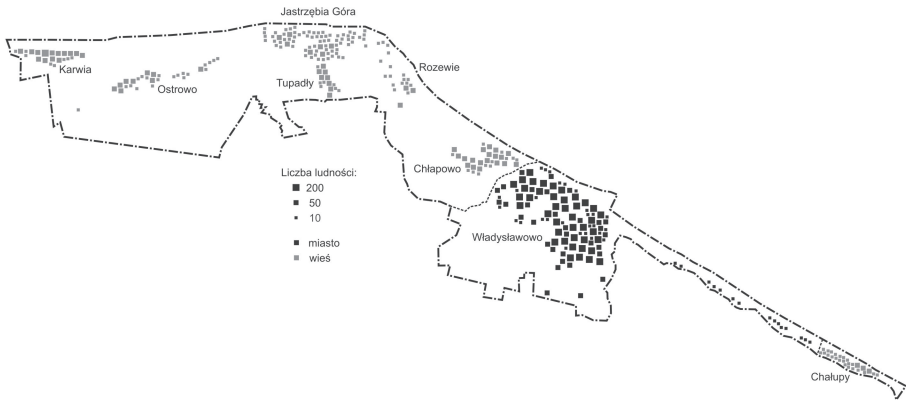 Jastrzębia Góra
Karwia
Rozewie
Ostrowo
Tupadły
Chłapowo
Liczba ludności:
200
50
10
miasto
wieś
Władysławowo
Chałupy